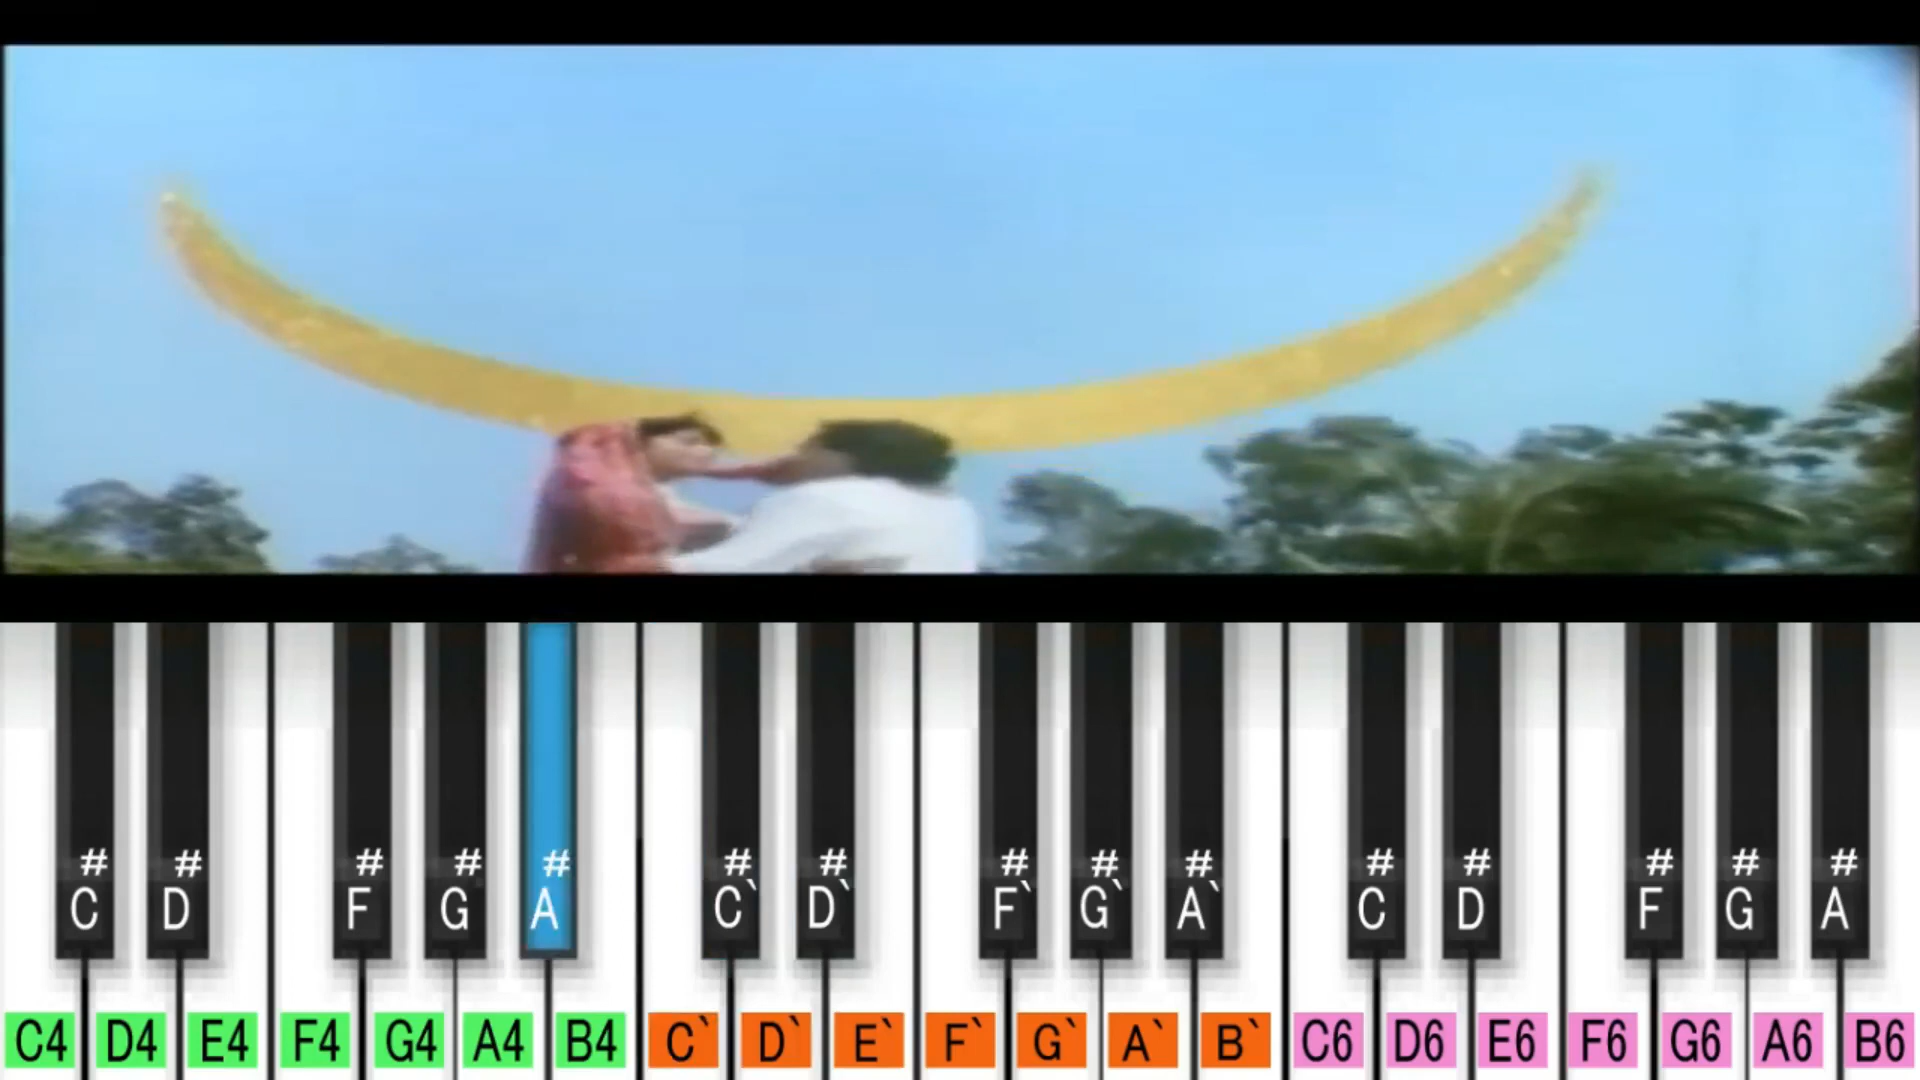 # # # # # # # # # # # # # # #
C D F G A C` D` F` G` A` C D F G A
C4 D4 E4 F4 G4 A4 B4 C` D` E` F` G` A` B` C6 D6 E6 F6 G6 A6 B6